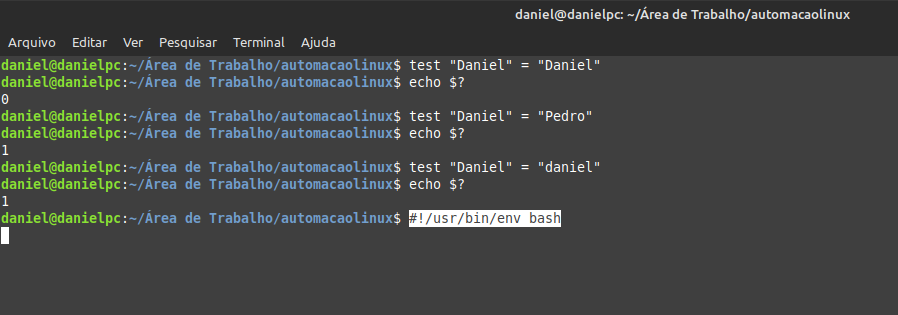 daniel@danielpc: ~/Área de Trabalho/automacaolinux
Arquivo Editar Ver Pesquisar Terminal Ajuda
daniel@danielpc:~/Área de Trabalho/automacaolinux$ test "Daniel" = "Daniel"
daniel@danielpc:~/Área de Trabalho/automacaolinux$ echo $?
0
daniel@danielpc:~/Área de Trabalho/automacaolinux$ test "Daniel" = "Pedro"
daniel@danielpc:~/Área de Trabalho/automacaolinux$ echo $?
1
daniel@danielpc:~/Área de Trabalho/automacaolinux$ test "Daniel" = "daniel"
daniel@danielpc:~/Área de Trabalho/automacaolinux$ echo $?
1
daniel@danielpc:~/Área de Trabalho/automacaolinux$ #!/usr/bin/env bash